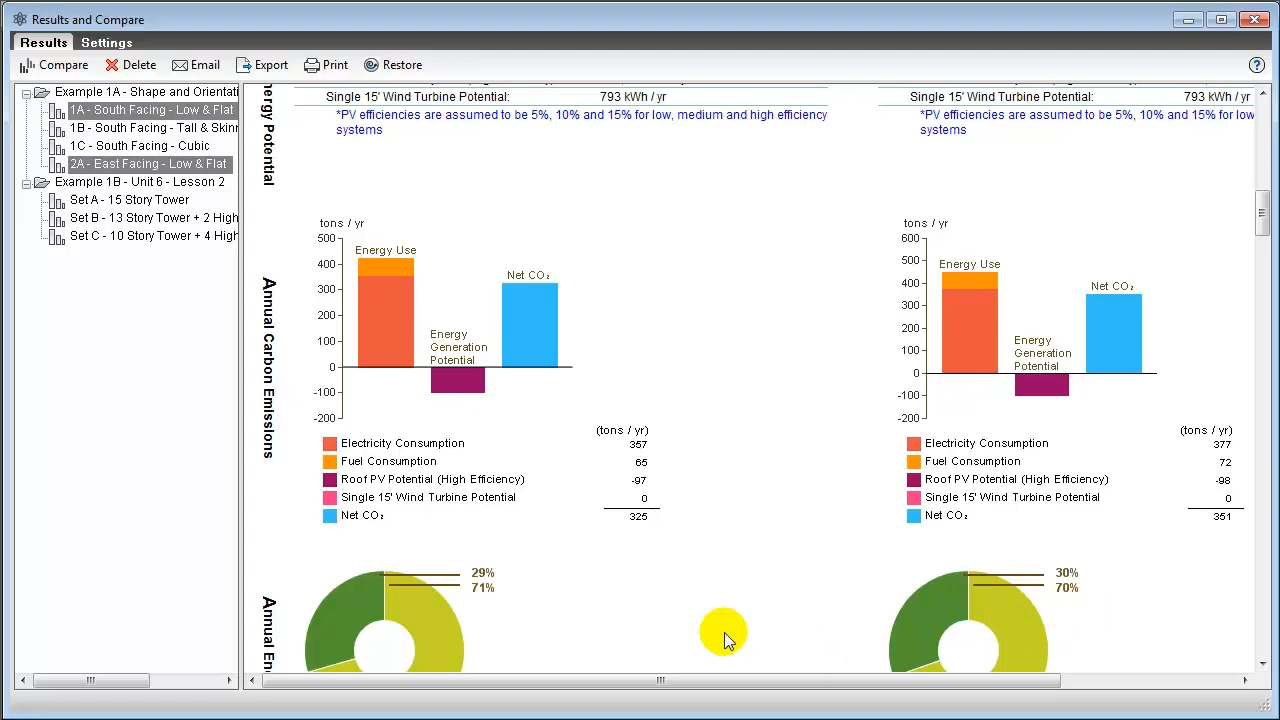 Results and Compare
Results Settings
Compare Delete Email Export Print Restore
Example 1A - Shape and Orientati
1A - South Facing - Low & Flat
1B - South Facing - Tall & Skinn
1C - South Facing - Cubic
2A - East Facing - Low & Flat
Example 1B - Unit 6 - Lesson 2
Set A - 15 Story Tower
Set B - 13 Story Tower + 2 High
Set C - 10 Story Tower + 4 High
nergy Potential
Single 15' Wind Turbine Potential: 793 kWh / yr
*PV efficiencies are assumed to be 5%, 10% and 15% for low, medium and high efficiency
systems
Annual Carbon Emissions
tons / yr
500
400
300
200
100
0
-100
-200
Energy Use
Energy
Generation
Potential
Net CO₂
(tons / yr)
Electricity Consumption 357
Fuel Consumption 65
Roof PV Potential (High Efficiency) -97
Single 15' Wind Turbine Potential 0
Net CO₂ 325
Annual En
29%
71%
Single 15' Wind Turbine Potential: 793 kWh / yr
*PV efficiencies are assumed to be 5%, 10% and 15% for low
systems
tons / yr
600
500
400
300
200
100
0
-100
-200
Energy Use
Energy
Generation
Potential
Net CO₂
(tons / yr)
Electricity Consumption 377
Fuel Consumption 72
Roof PV Potential (High Efficiency) -98
Single 15' Wind Turbine Potential 0
Net CO₂ 351
30%
70%